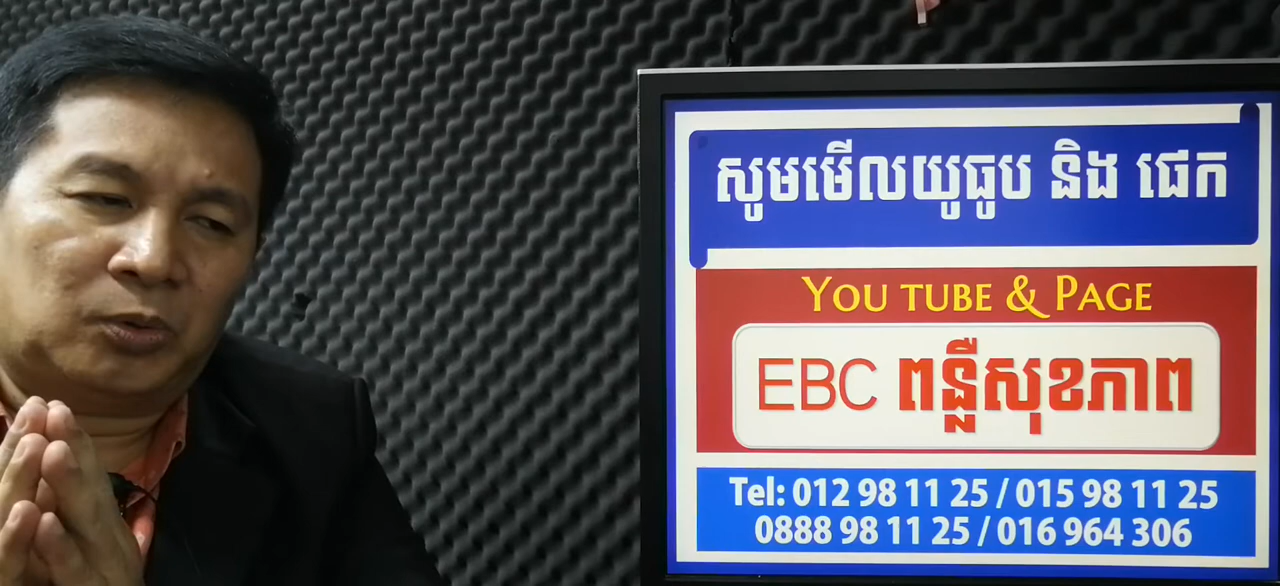 សូមមើលយូធូប និង ផេក
YOU TUBE & PAGE
EBC ពន្លឺសុខភាព
Tel: 012 98 11 25 / 015 98 11 25
0888 98 11 25 / 016 964 306